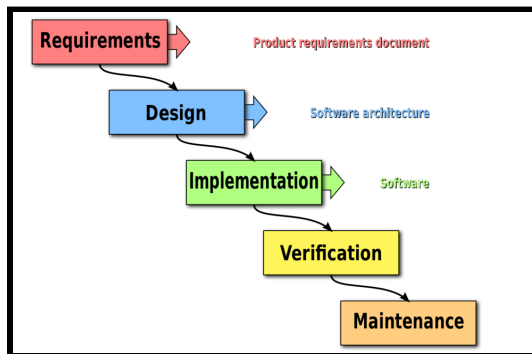 Requirements
Product requirements document
Design
Software architecture
Implementation
Software
Verification
Maintenance